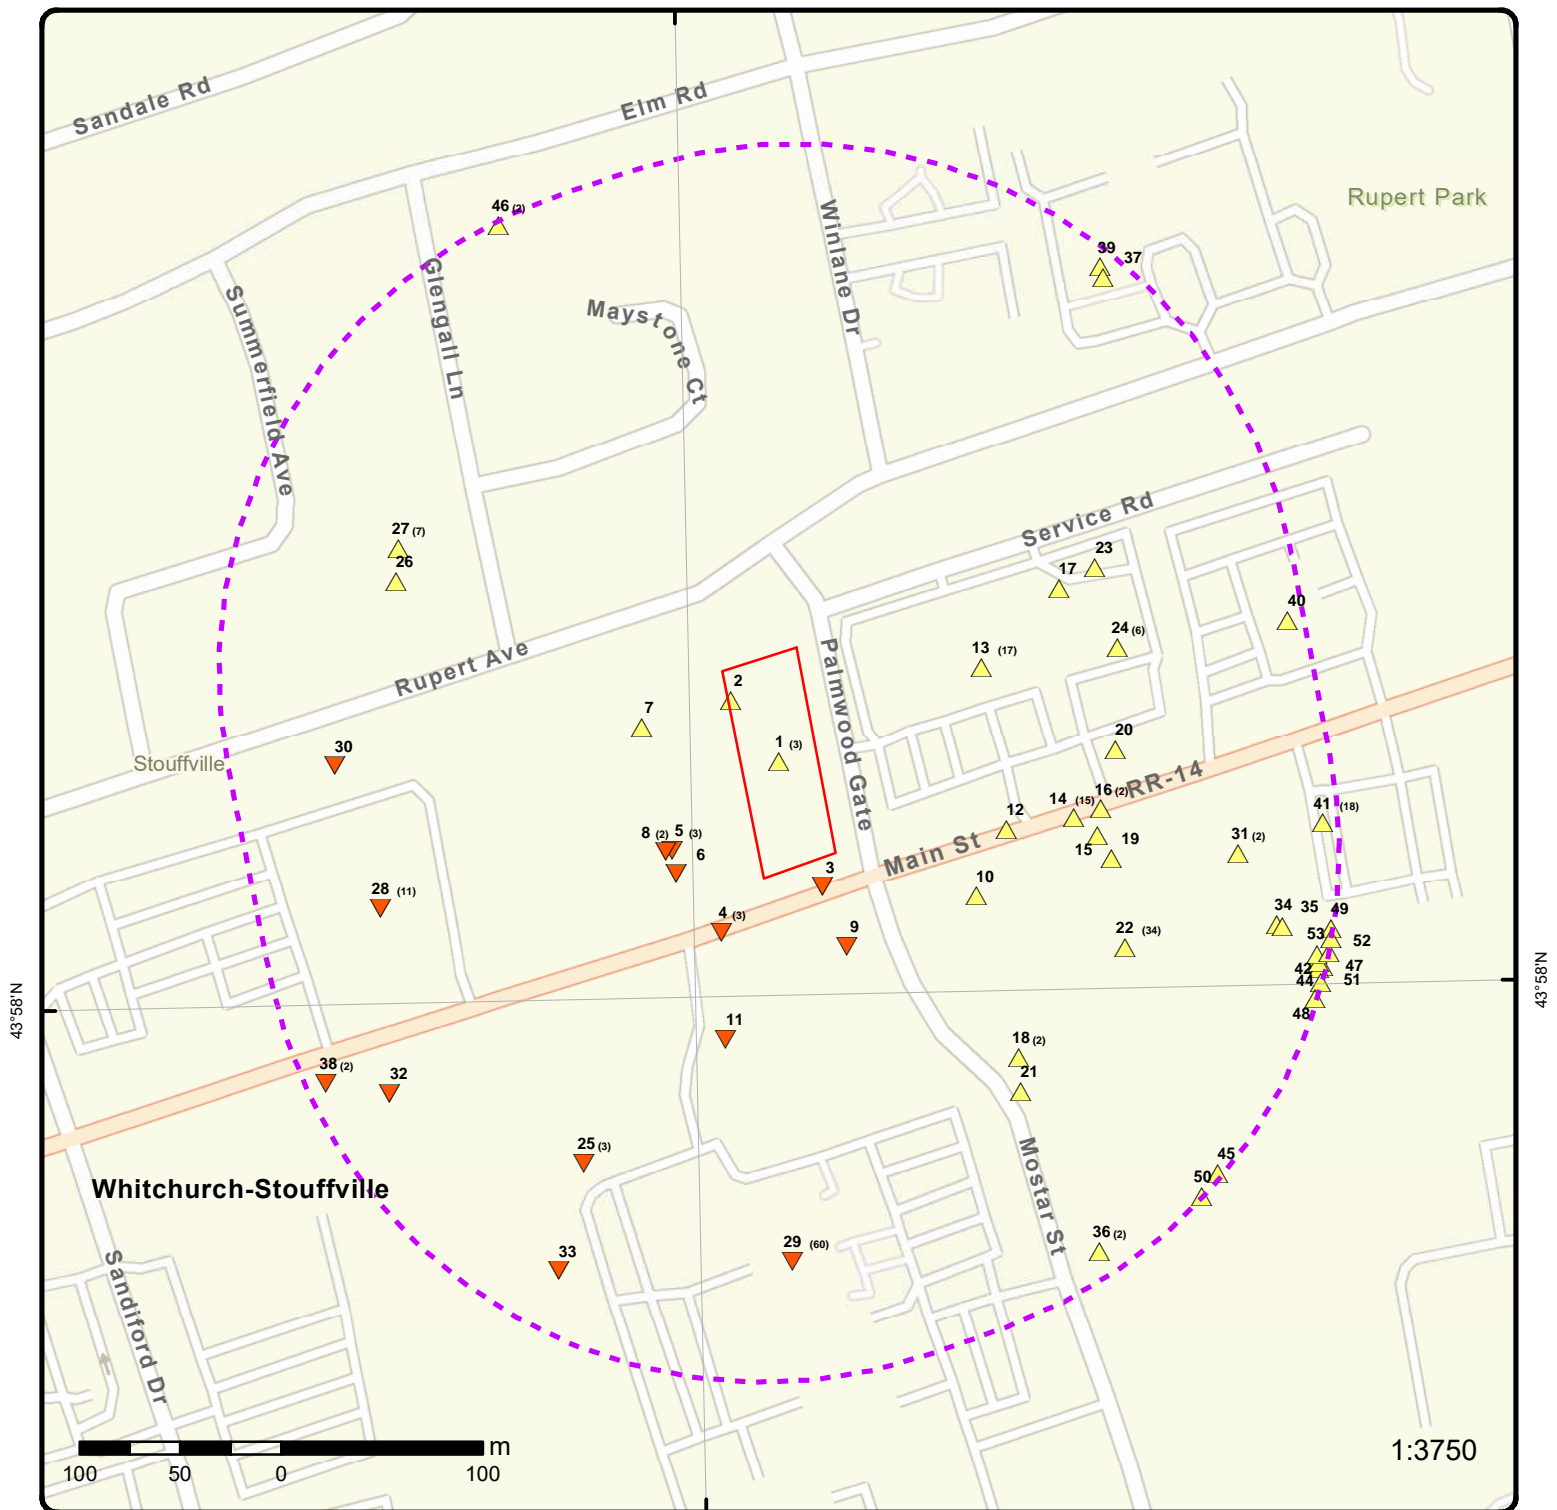 Sandale Rd
Elm Rd
Rupert Park
46 (2)
Winlane Dr
39
37
Glengall Ln
Summerfield Ave
Maystone Ct
27 (7)
26
Service Rd
23
17
40
24 (6)
13 (17)
Rupert Ave
Palmwood Gate
2
7
1 (3)
20
30
Stouffville
RR-14
16 (2)
14 (15)
12
41 (18)
15
19
31 (2)
8 (2)
5 (3)
6
Main St
3
28 (11)
10
4 (3)
9
22 (34)
34
35
49
53
52
42
47
44
51
48
43°58'N
43°58'N
11
18 (2)
21
38 (2)
32
25 (3)
Mostar St
45
50
Whitchurch-Stouffville
36 (2)
29 (60)
33
Sandiford Dr
m
100 50 0 100
1:3750